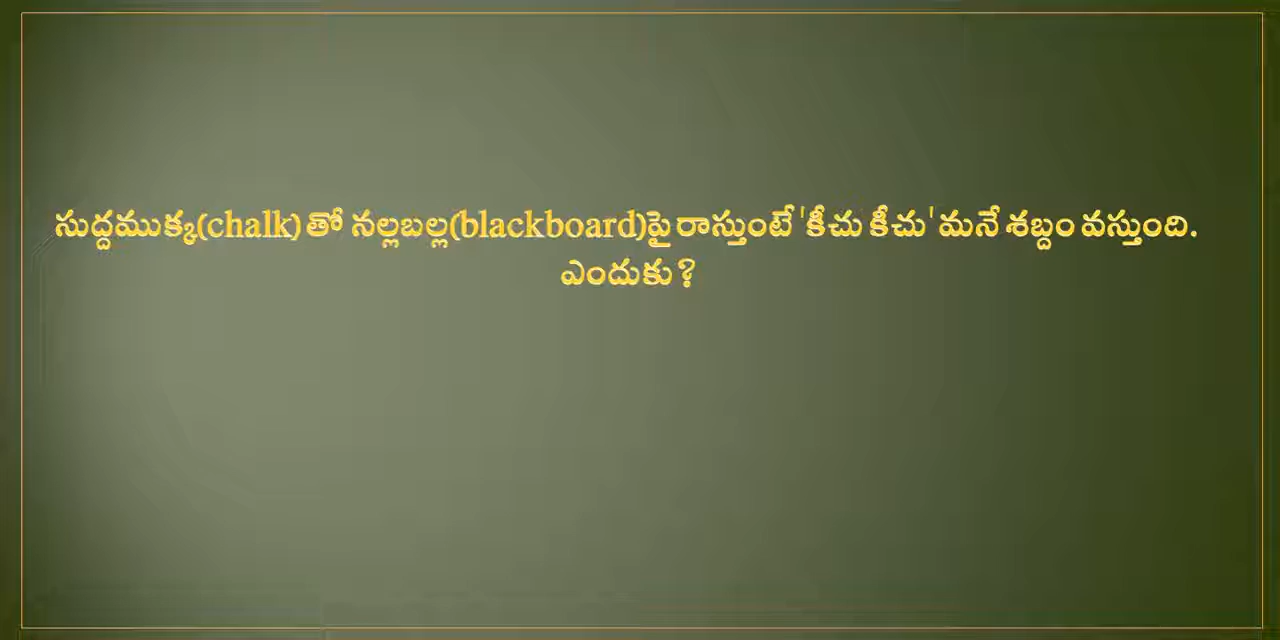 సుద్దముక్క(chalk)తో నల్లబల్ల(blackboard)పై రాస్తుంటే 'కీచు కీచు' మనే శబ్దం వస్తుంది.
ఎందుకు ?